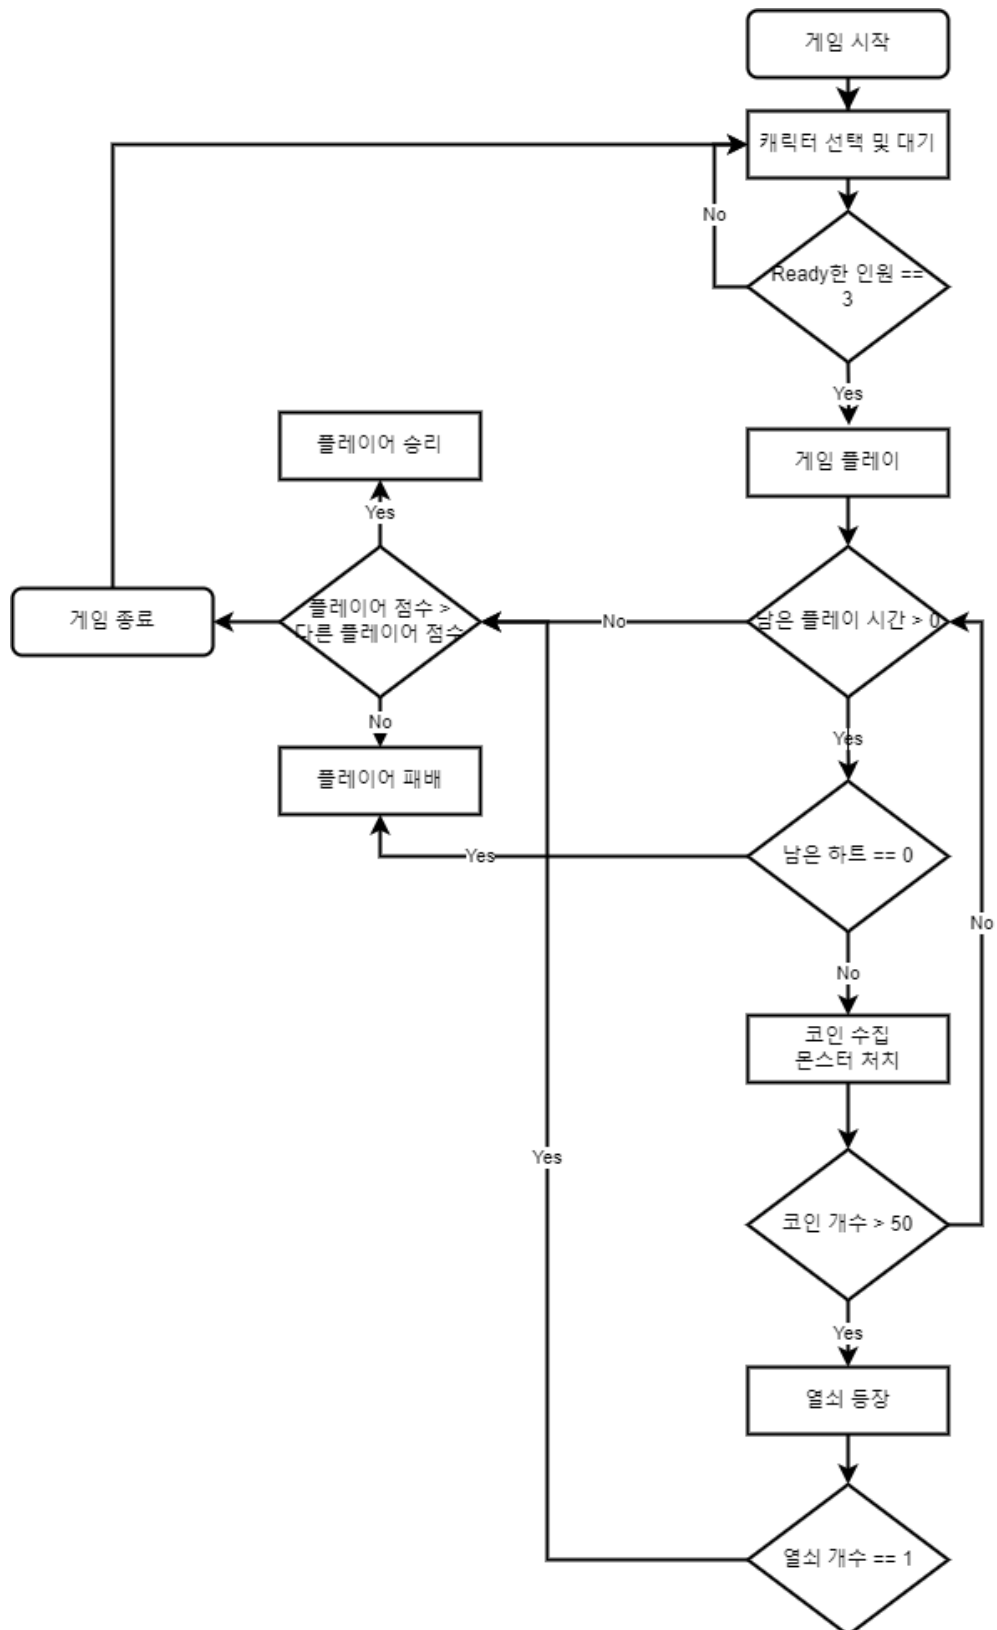 게임 시작
캐릭터 선택 및 대기
No
Ready한 인원 ==
3
Yes
게임 플레이
플레이어 승리
Yes
게임 종료
플레이어 점수 >
다른 플레이어 점수
No
남은 플레이 시간 > 0
No
Yes
플레이어 패배
Yes
남은 하트 == 0
No
No
코인 수집
몬스터 처치
Yes
코인 개수 > 50
Yes
열쇠 등장
열쇠 개수 == 1